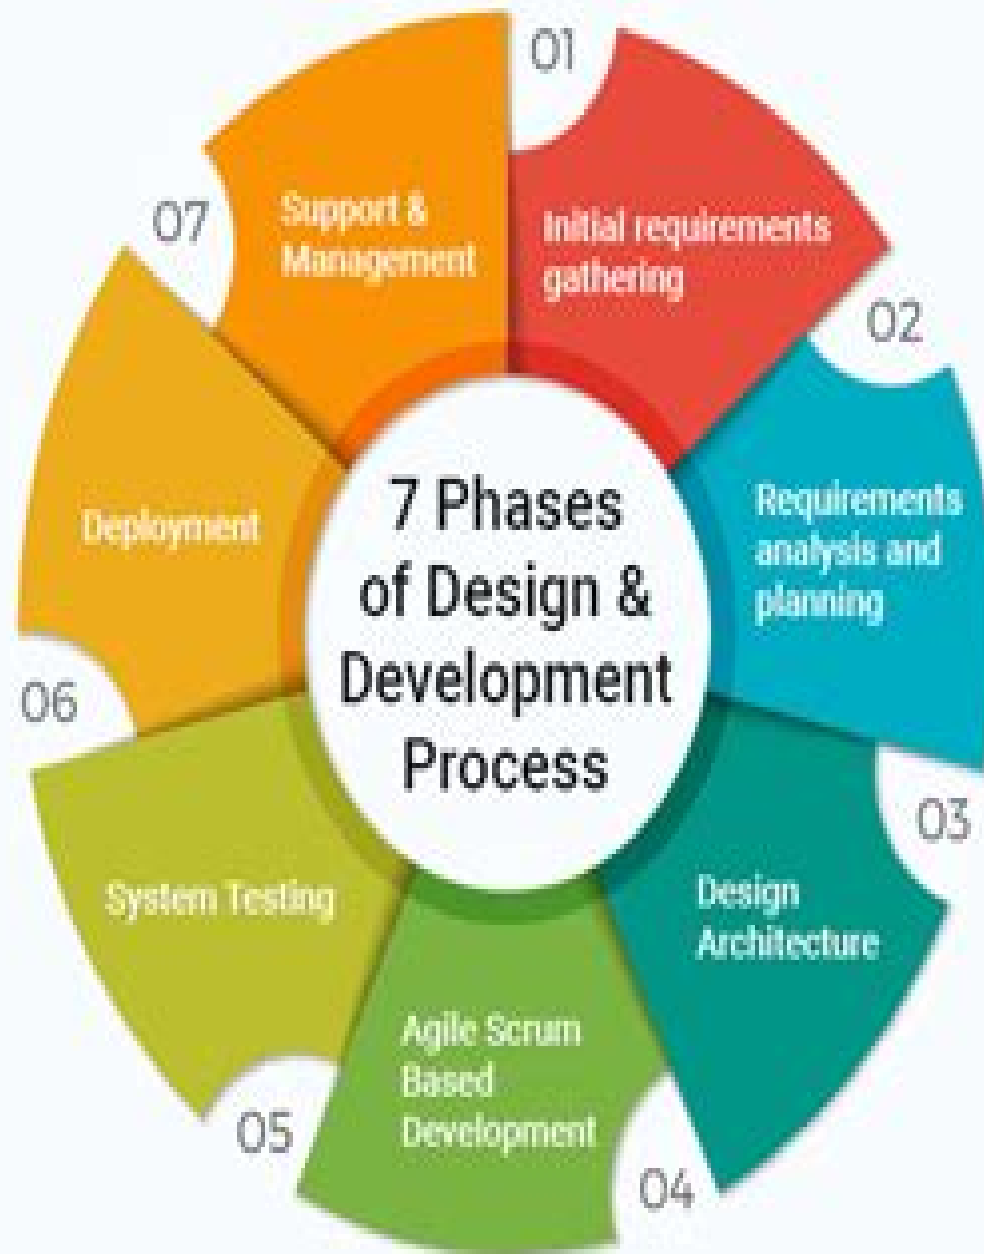 7 Phases
of Design &
Development
Process
01
Initial requirements
gathering
02
Requirements
analysis and
planning
03
Design
Architecture
04
Agile Scrum
Based
Development
05
System Testing
06
Deployment
07
Support &
Management